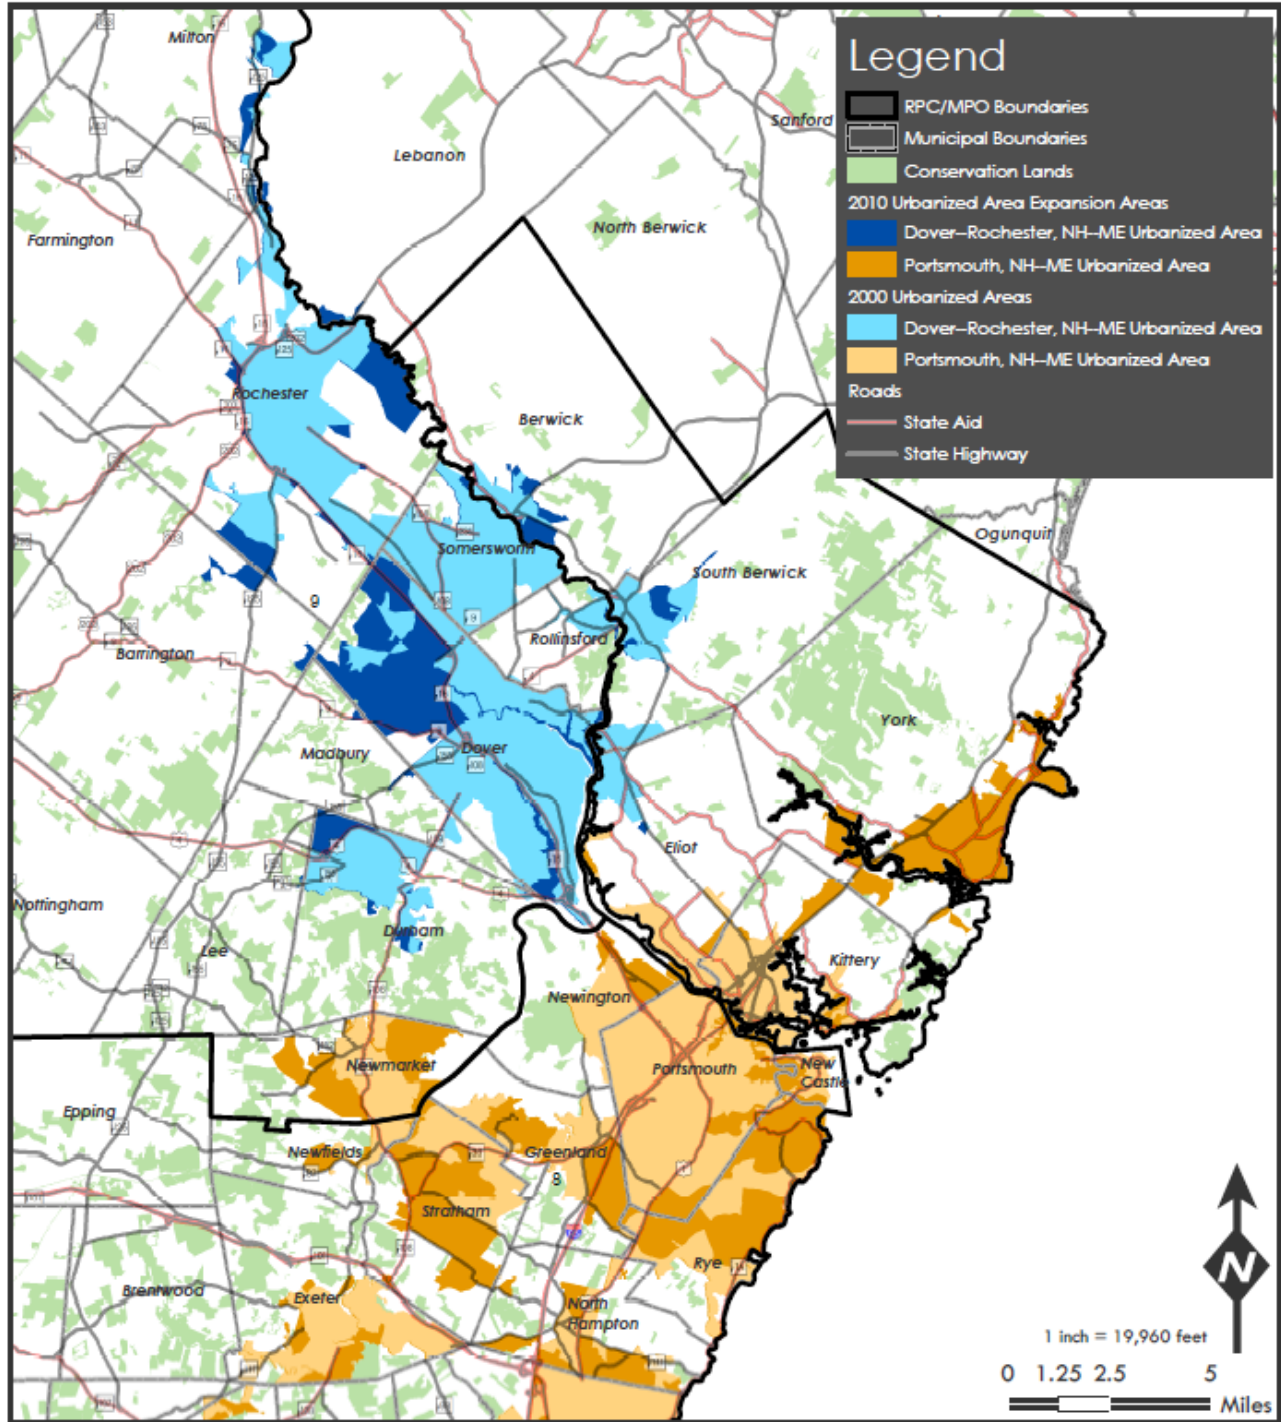 Legend
RPC/MPO Boundaries
Municipal Boundaries
Conservation Lands
2010 Urbanized Area Expansion Areas
Dover--Rochester, NH--ME Urbanized Area
Portsmouth, NH--ME Urbanized Area
2000 Urbanized Areas
Dover--Rochester, NH--ME Urbanized Area
Portsmouth, NH--ME Urbanized Area
Roads
State Aid
State Highway
Milton
Sanford
Lebanon
North Berwick
Farmington
Rochester
Berwick
Ogunquit
Somersworth
South Berwick
9
Rollinsford
Barrington
York
Madbury
Dover
Eliot
Nottingham
Durham
Lee
Kittery
Newington
Newmarket
Portsmouth
New
Castle
Epping
Newfields
Greenland
8
Stratham
Rye
Brentwood
Exeter
North
Hampton
N
1 inch = 19,960 feet
0 1.25 2.5 5
Miles